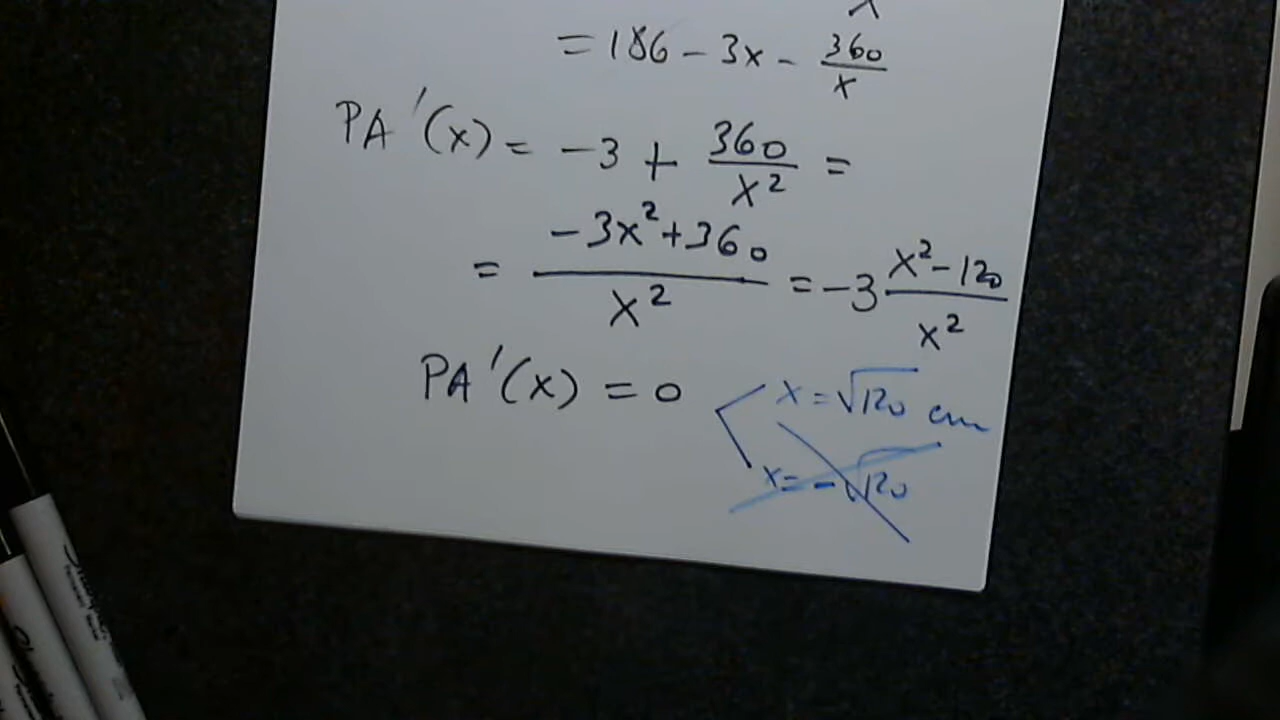 x
= 186 - 3x - 360/x
PA'(x) = -3 + 360/x² =
= (-3x²+360)/x² = -3 (x²-120)/x²
PA'(x) = 0
x = √120 cm
x = -√120